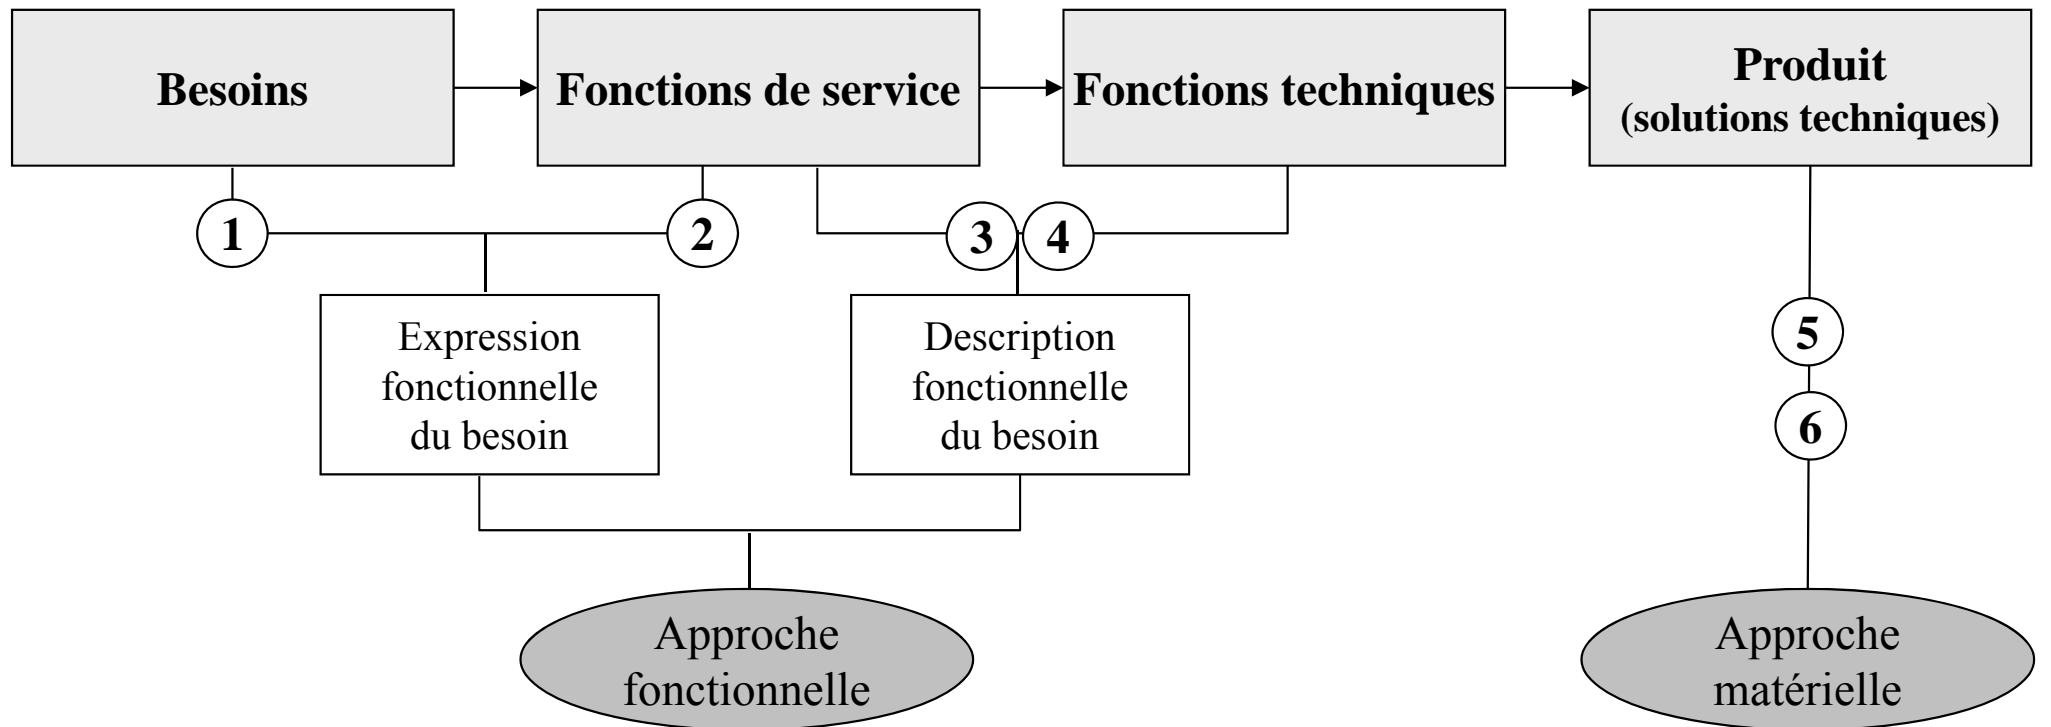 Besoins
Fonctions de service
Fonctions techniques
Produit
(solutions techniques)
1
2
3
4
5
6
Expression
fonctionnelle
du besoin
Description
fonctionnelle
du besoin
Approche
fonctionnelle
Approche
matérielle